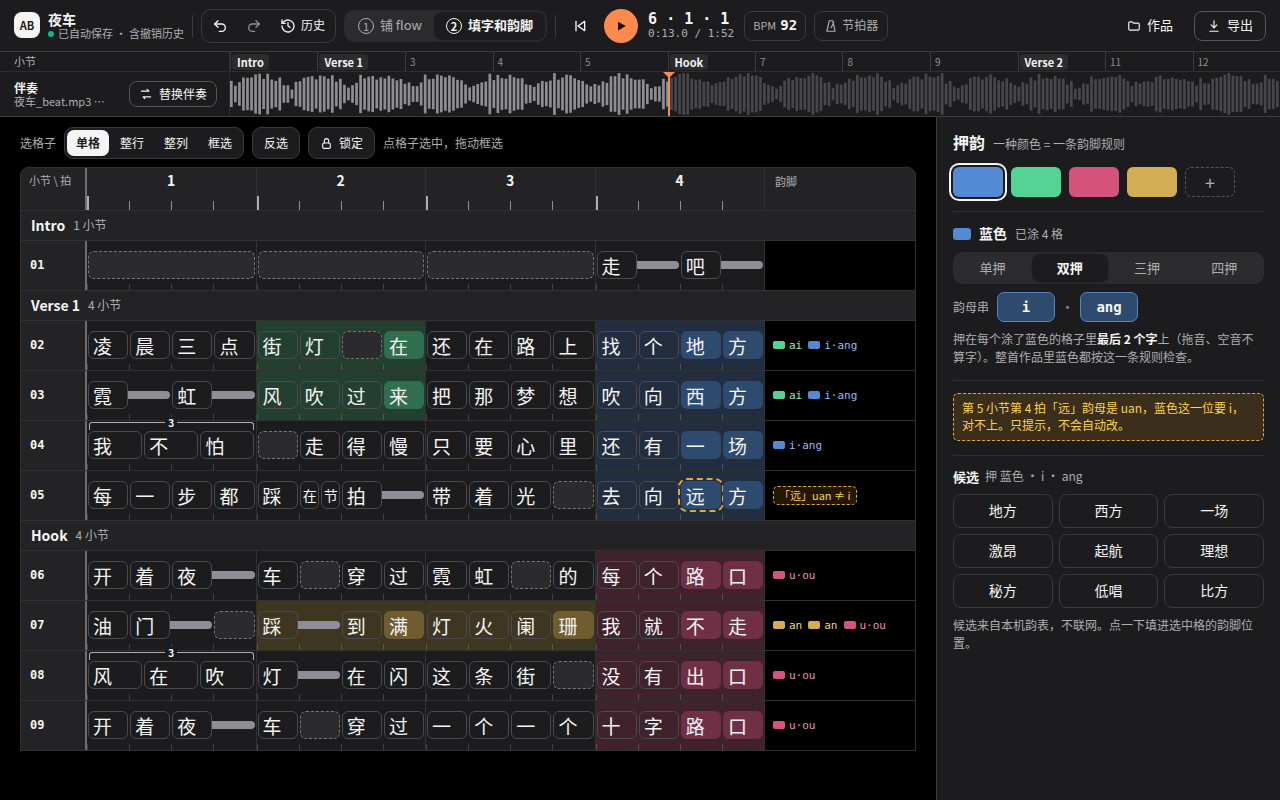 AB 夜车 已自动保存 · 含撤销历史 历史 1 铺 flow 2 填字和韵脚 6 · 1 · 1 0:13.0 / 1:52 BPM 92 节拍器 作品 导出
小节 Intro Verse 1 3 4 5 Hook 7 8 9 Verse 2 11 12
伴奏
夜车_beat.mp3 ··· 替换伴奏
选格子 单格 整行 整列 框选 反选 锁定 点格子选中，拖动框选
小节 \ 拍 1 2 3 4 韵脚
Intro 1 小节
01 走 吧
Verse 1 4 小节
02 凌 晨 三 点 街 灯 在 还 在 路 上 找 个 地 方 ai i·ang
03 霓 虹 风 吹 过 来 把 那 梦 想 吹 向 西 方 ai i·ang
3
04 我 不 怕 走 得 慢 只 要 心 里 还 有 一 场 i·ang
05 每 一 步 都 踩 在 节 拍 带 着 光 去 向 远 方 「远」uan ≠ i
Hook 4 小节
06 开 着 夜 车 穿 过 霓 虹 的 每 个 路 口 u·ou
07 油 门 踩 到 满 灯 火 阑 珊 我 就 不 走 an an u·ou
3
08 风 在 吹 灯 在 闪 这 条 街 没 有 出 口 u·ou
09 开 着 夜 车 穿 过 一 个 一 个 十 字 路 口 u·ou
押韵 一种颜色 = 一条韵脚规则
+
蓝色 已涂 4 格
单押 双押 三押 四押
韵母串 i · ang
押在每个涂了蓝色的格子里最后 2 个字上（拖音、空音不
算字）。整首作品里蓝色都按这一条规则检查。
第 5 小节第 4 拍「远」韵母是 uan，蓝色这一位要 i，
对不上。只提示，不会自动改。
候选 押 蓝色 · i · ang
地方 西方 一场
激昂 起航 理想
秘方 低唱 比方
候选来自本机韵表，不联网。点一下填进选中格的韵脚位
置。